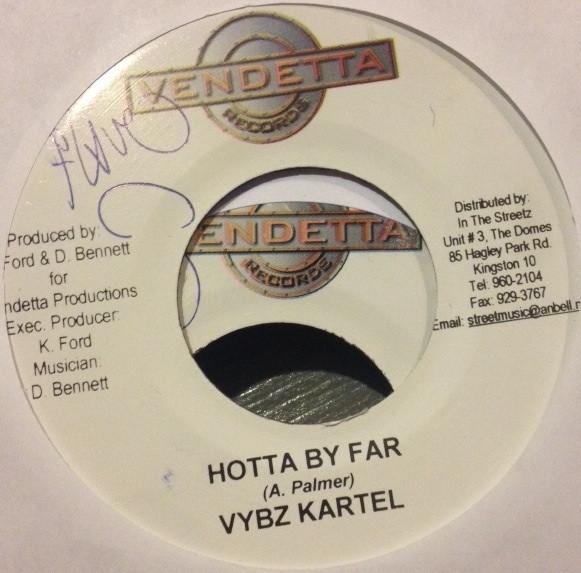 VENDETTA
RECORDS
Produced by:
Ford & D. Bennett
for
ndetta Productions
Exec. Producer:
K. Ford
Musician:
D. Bennett
ENDETTA
RECORDS
Distributed by:
In The Streetz
Unit # 3, The Domes
85 Hagley Park Rd.
Kingston 10
Tel: 960-2104
Fax: 929-3767
Email: streetmusic@anbell.n
HOTTA BY FAR
(A. Palmer)
VYBZ KARTEL